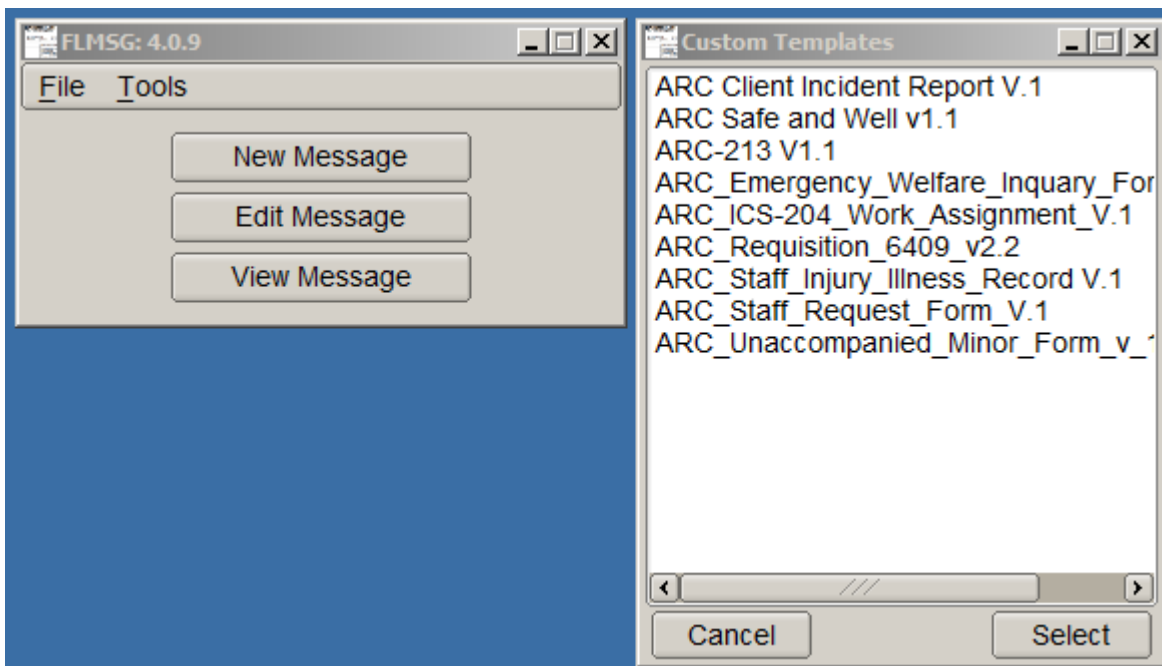 FLMSG: 4.0.9
File Tools
New Message
Edit Message
View Message
Custom Templates
ARC Client Incident Report V.1
ARC Safe and Well v1.1
ARC-213 V1.1
ARC_Emergency_Welfare_Inquary_For
ARC_ICS-204_Work_Assignment_V.1
ARC_Requisition_6409_v2.2
ARC_Staff_Injury_Illness_Record V.1
ARC_Staff_Request_Form_V.1
ARC_Unaccompanied_Minor_Form_v_1
Cancel Select